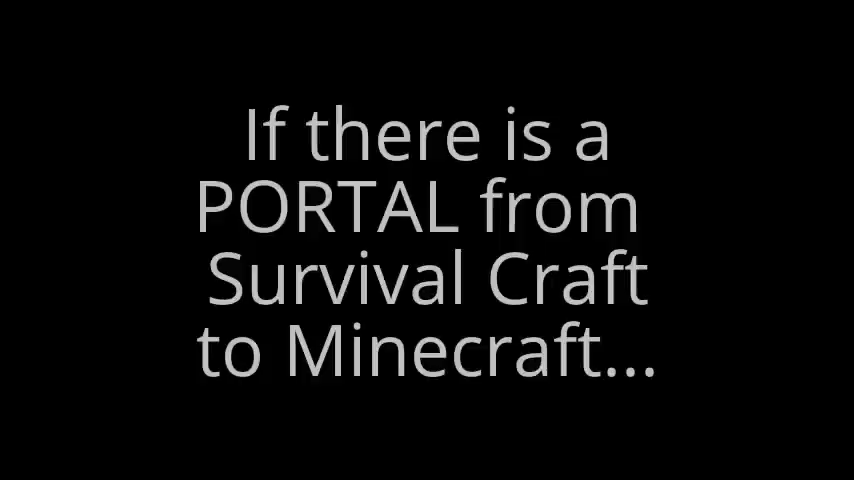 If there is a
PORTAL from
Survival Craft
to Minecraft...